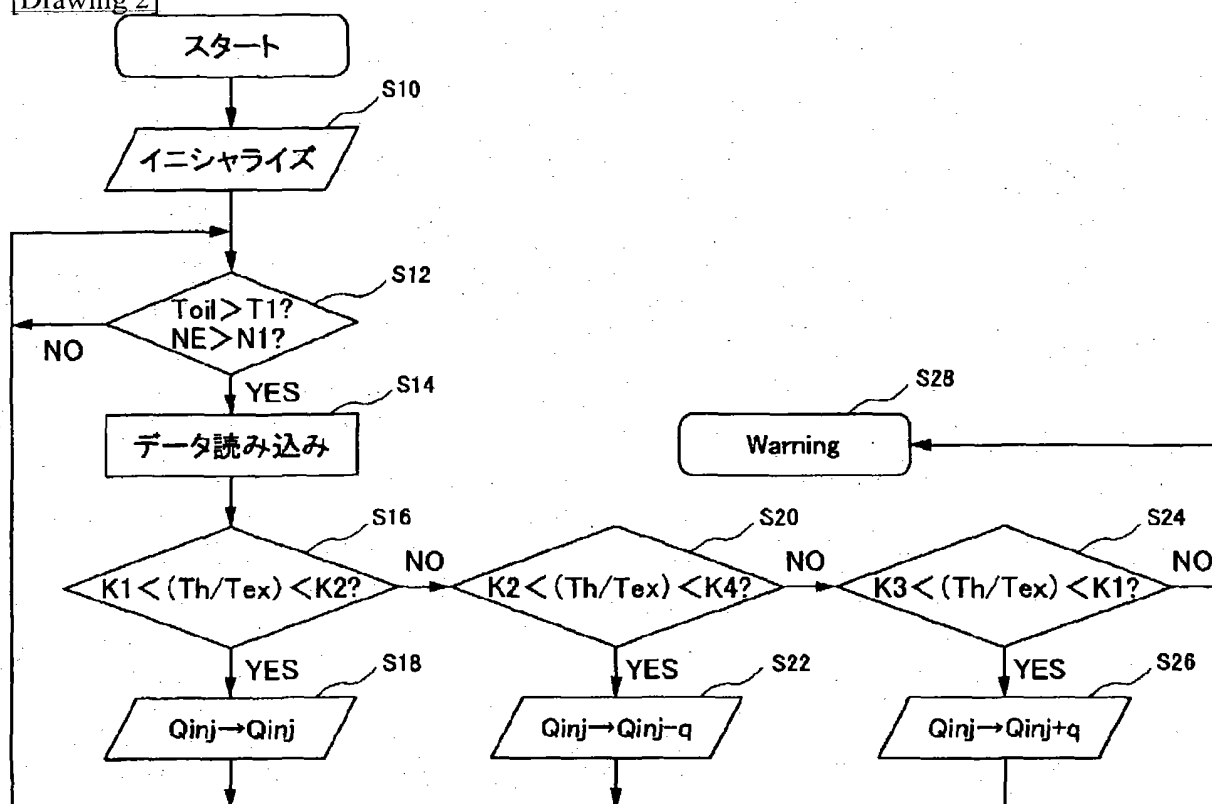 [Drawing 2]
スタート
S10
イニシャライズ
S12
Toil＞T1?
NE＞N1?
NO
YES
S14
データ読み込み
S28
Warning
S16
K1＜(Th/Tex)＜K2?
NO
S20
K2＜(Th/Tex)＜K4?
NO
S24
K3＜(Th/Tex)＜K1?
NO
YES
S18
YES
S22
YES
S26
Qinj→Qinj
Qinj→Qinj-q
Qinj→Qinj+q